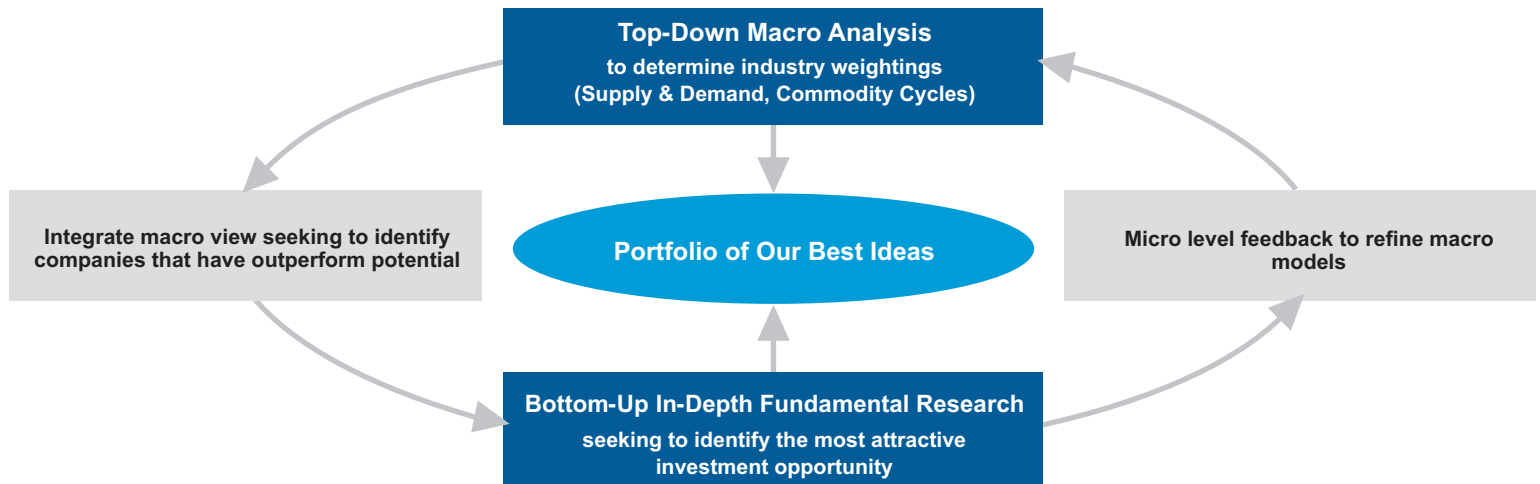 Top-Down Macro Analysis
to determine industry weightings
(Supply & Demand, Commodity Cycles)
Integrate macro view seeking to identify
companies that have outperform potential
Portfolio of Our Best Ideas
Micro level feedback to refine macro
models
Bottom-Up In-Depth Fundamental Research
seeking to identify the most attractive
investment opportunity